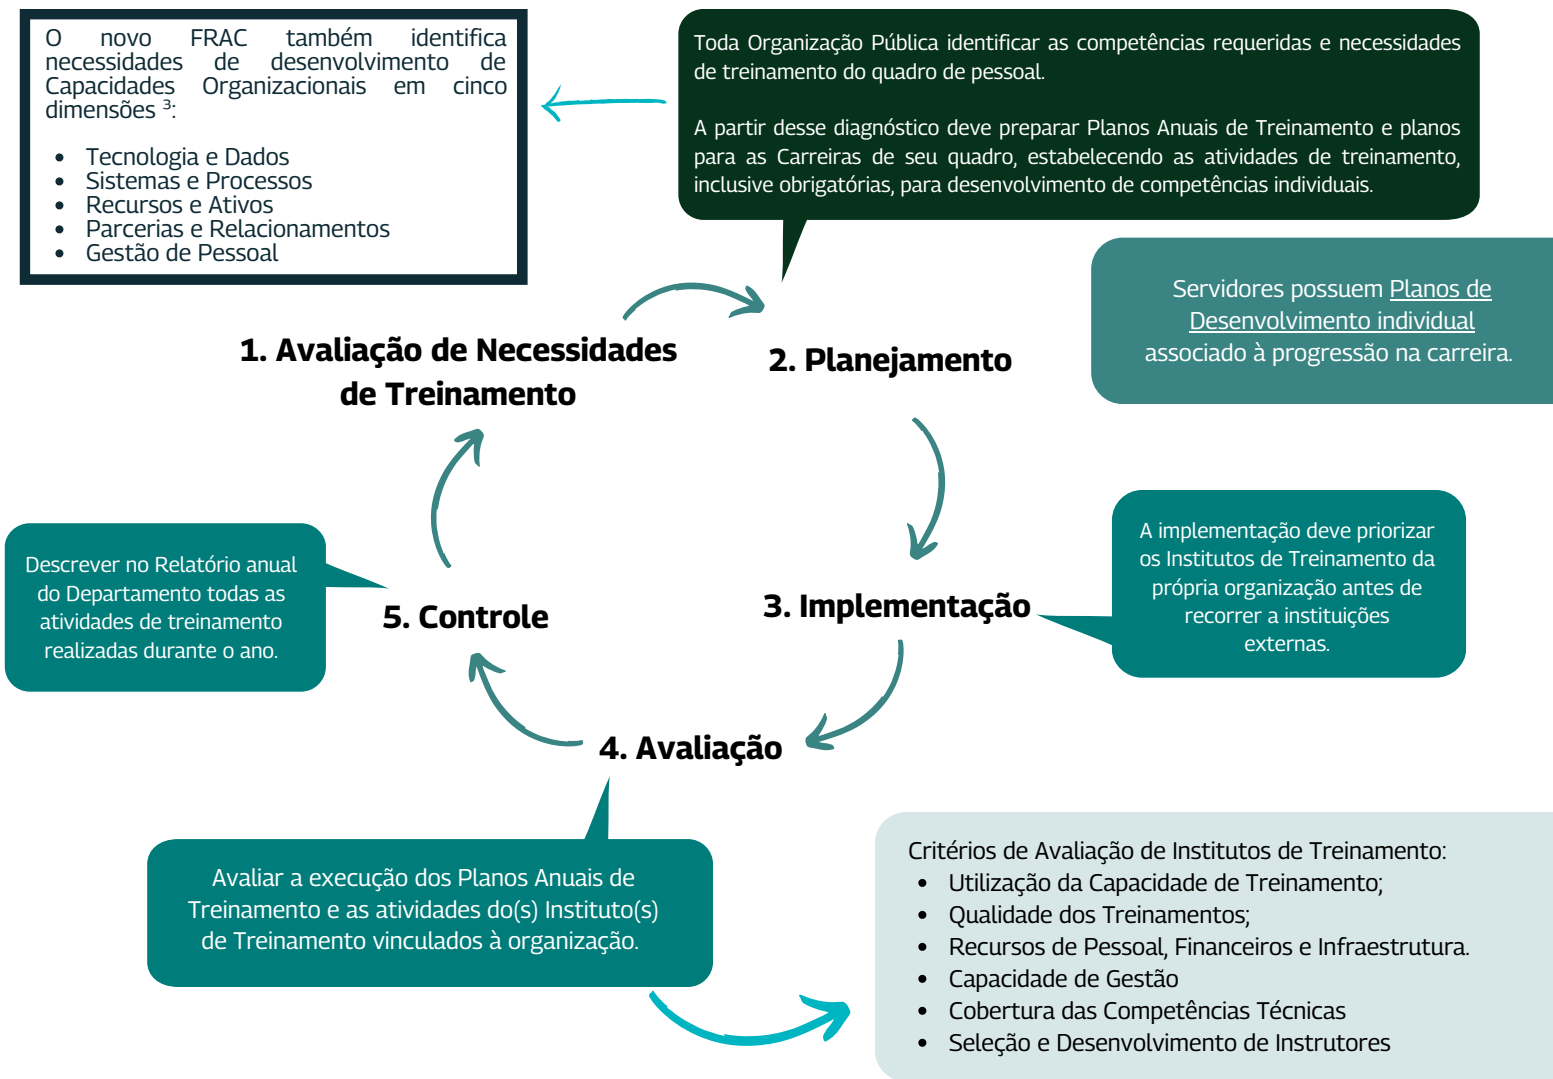 O novo FRAC também identifica
necessidades de desenvolvimento de
Capacidades Organizacionais em cinco
dimensões ³:
• Tecnologia e Dados
• Sistemas e Processos
• Recursos e Ativos
• Parcerias e Relacionamentos
• Gestão de Pessoal
Toda Organização Pública identificar as competências requeridas e necessidades
de treinamento do quadro de pessoal.
A partir desse diagnóstico deve preparar Planos Anuais de Treinamento e planos
para as Carreiras de seu quadro, estabelecendo as atividades de treinamento,
inclusive obrigatórias, para desenvolvimento de competências individuais.
Servidores possuem Planos de
Desenvolvimento individual
associado à progressão na carreira.
1. Avaliação de Necessidades
de Treinamento
2. Planejamento
A implementação deve priorizar
os Institutos de Treinamento da
própria organização antes de
recorrer a instituições
externas.
3. Implementação
Descrever no Relatório anual
do Departamento todas as
atividades de treinamento
realizadas durante o ano.
5. Controle
4. Avaliação
Avaliar a execução dos Planos Anuais de
Treinamento e as atividades do(s) Instituto(s)
de Treinamento vinculados à organização.
Critérios de Avaliação de Institutos de Treinamento:
• Utilização da Capacidade de Treinamento;
• Qualidade dos Treinamentos;
• Recursos de Pessoal, Financeiros e Infraestrutura.
• Capacidade de Gestão
• Cobertura das Competências Técnicas
• Seleção e Desenvolvimento de Instrutores